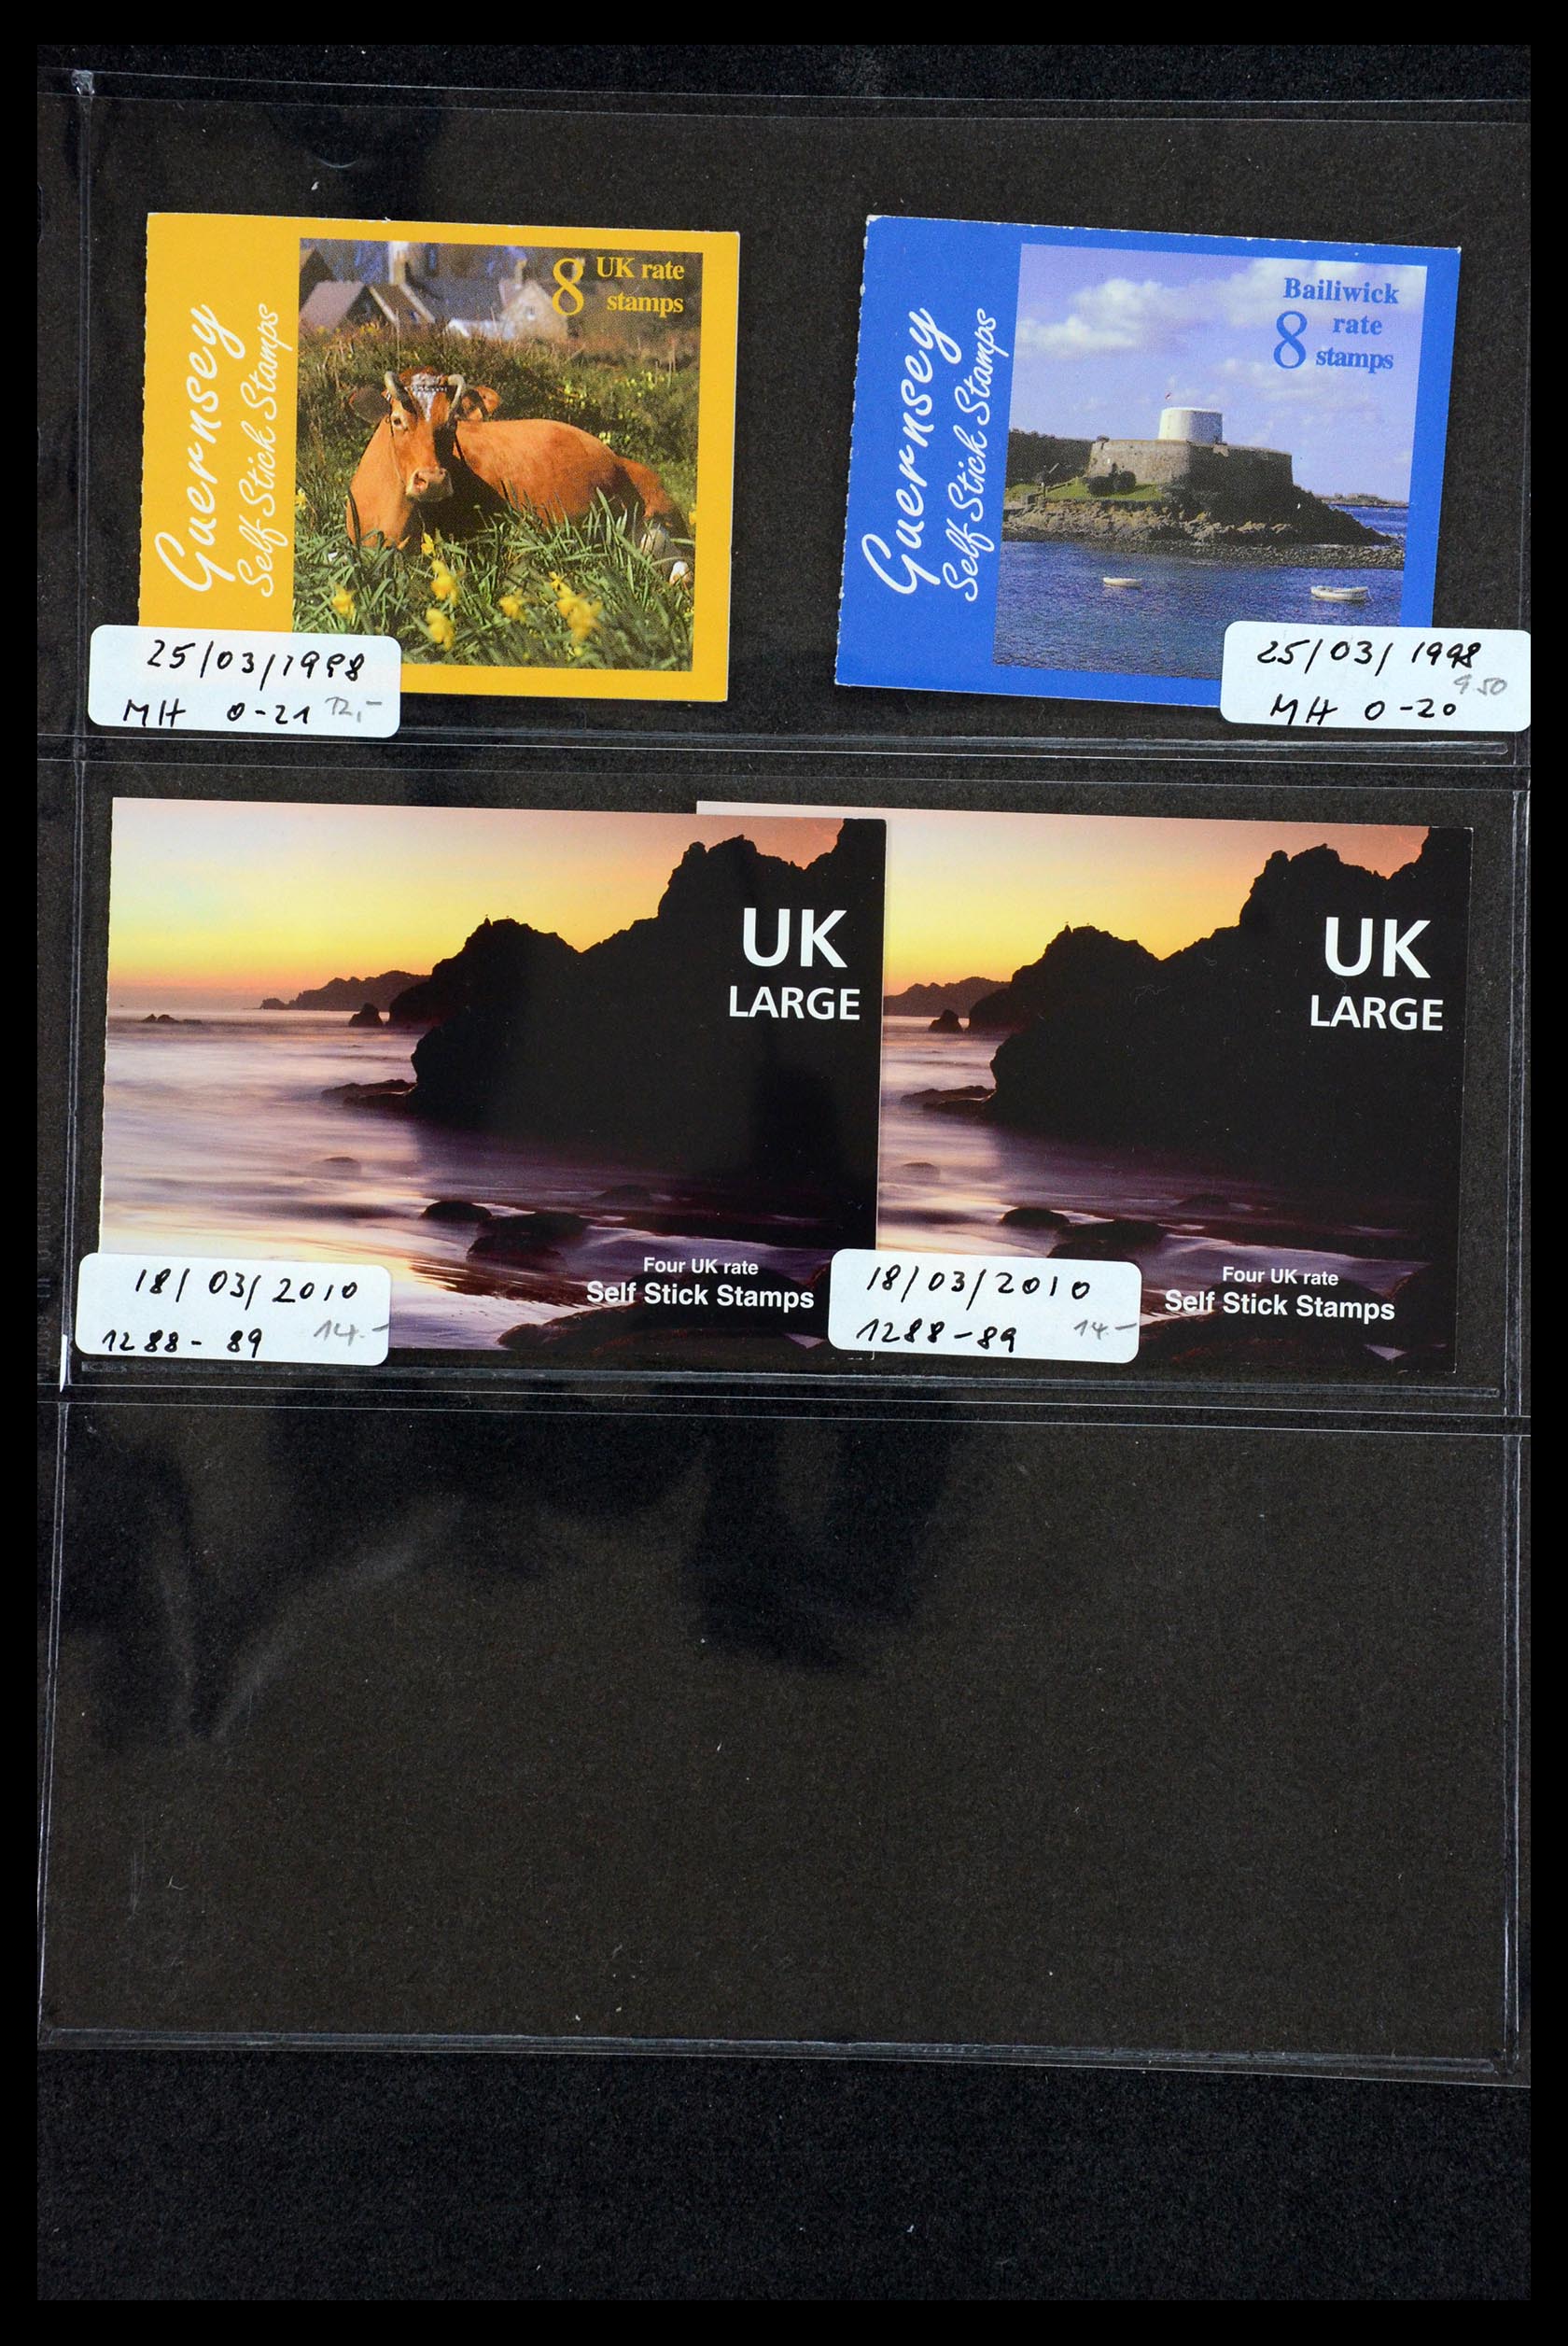 Guernsey
Self Stick Stamps
8 UK rate
stamps
25/03/1998
MH 0-21 12,-
Guernsey
Self Stick Stamps
Bailiwick
8 rate
stamps
25/03/1998
9 50
MH 0-20
UK
LARGE
Four UK rate
Self Stick Stamps
18/03/2010
1288-89 14.-
UK
LARGE
Four UK rate
Self Stick Stamps
18/03/2010
1288-89 14.-